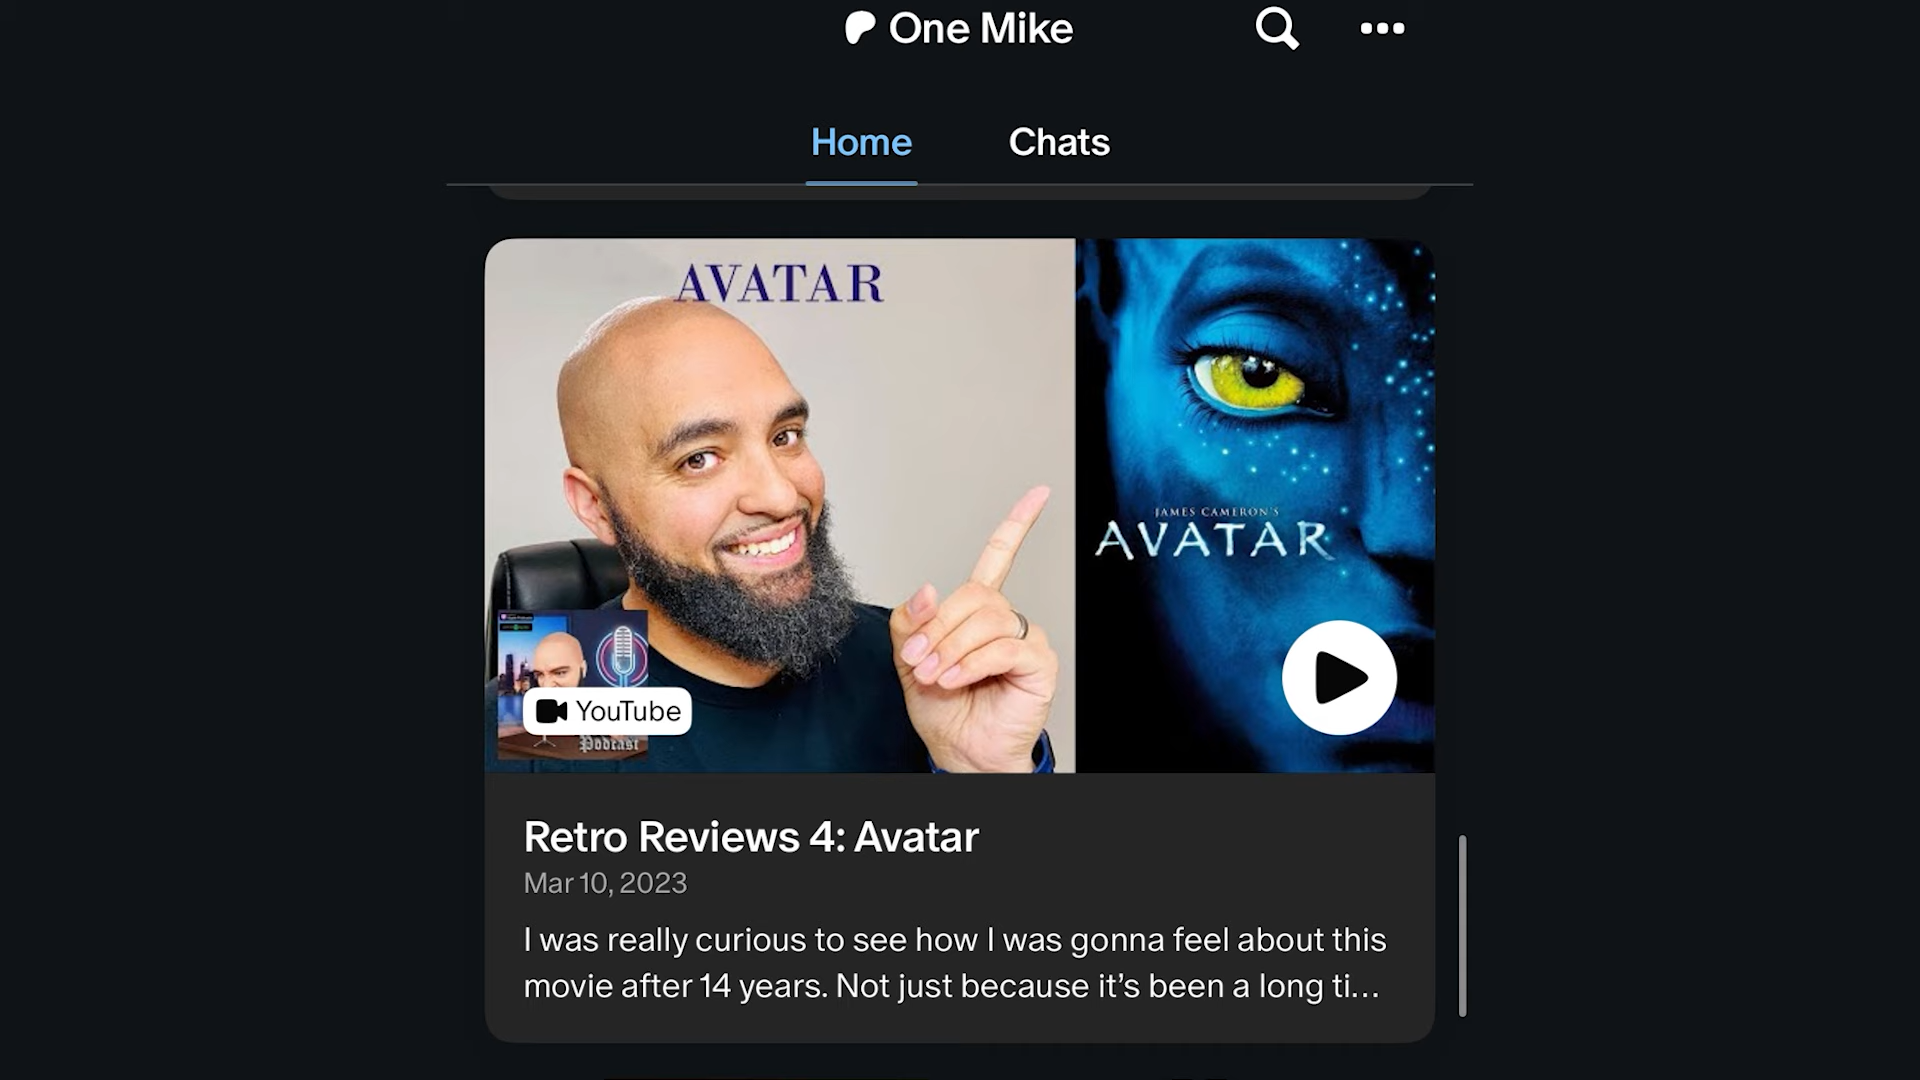 One Mike
Home
Chats
AVATAR
JAMES CAMERON'S
AVATAR
YouTube
Podcast
Retro Reviews 4: Avatar
Mar 10, 2023
I was really curious to see how I was gonna feel about this
movie after 14 years. Not just because it’s been a long ti...